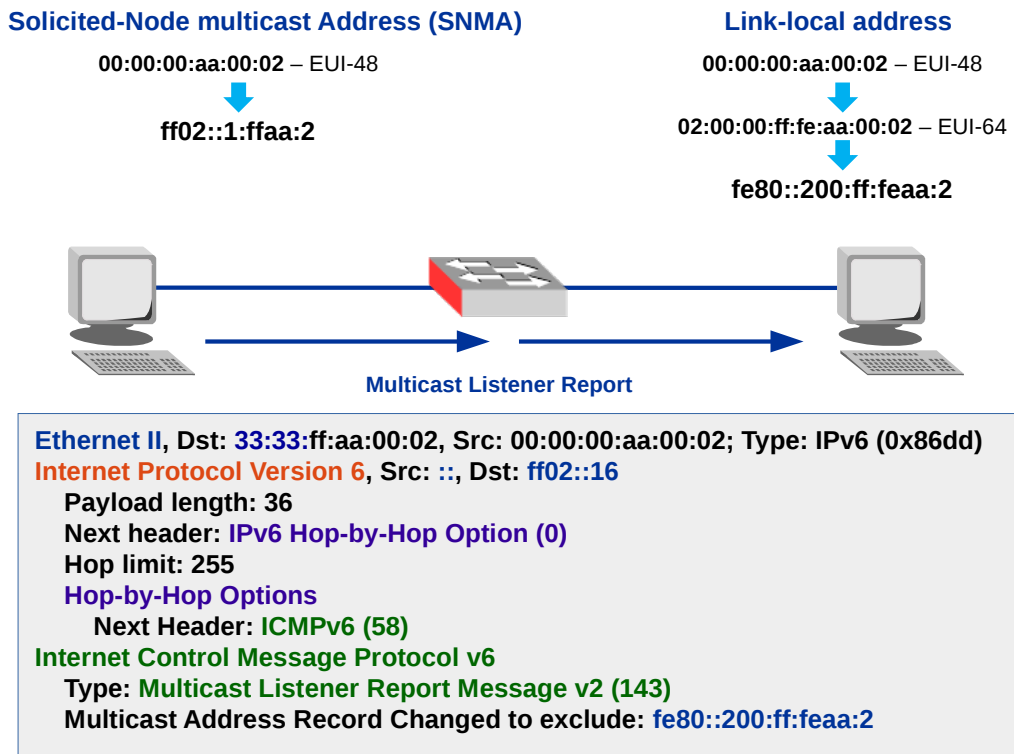 Solicited-Node multicast Address (SNMA)
00:00:00:aa:00:02 – EUI-48
ff02::1:ffaa:2
Link-local address
00:00:00:aa:00:02 – EUI-48
02:00:00:ff:fe:aa:00:02 – EUI-64
fe80::200:ff:feaa:2
Multicast Listener Report
Ethernet II, Dst: 33:33:ff:aa:00:02, Src: 00:00:00:aa:00:02; Type: IPv6 (0x86dd)
Internet Protocol Version 6, Src: ::, Dst: ff02::16
Payload length: 36
Next header: IPv6 Hop-by-Hop Option (0)
Hop limit: 255
Hop-by-Hop Options
Next Header: ICMPv6 (58)
Internet Control Message Protocol v6
Type: Multicast Listener Report Message v2 (143)
Multicast Address Record Changed to exclude: fe80::200:ff:feaa:2